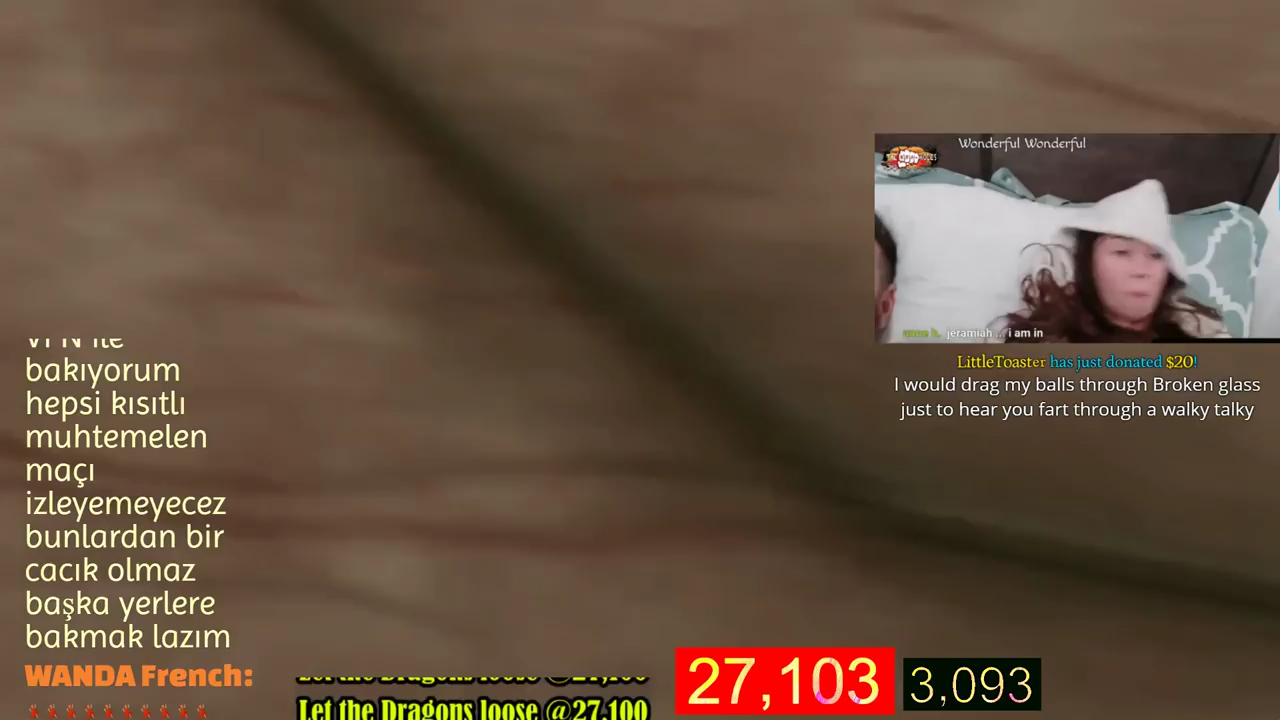 bakıyorum
hepsi kısıtlı
muhtemelen
maçı
izleyemeyecez
bunlardan bir
cacık olmaz
başka yerlere
bakmak lazım
WANDA French:
Let the Dragons loose @27,100
27,103
3,093
Wonderful Wonderful
jeramiah ... i am in
LittleToaster has just donated $20!
I would drag my balls through Broken glass
just to hear you fart through a walky talky